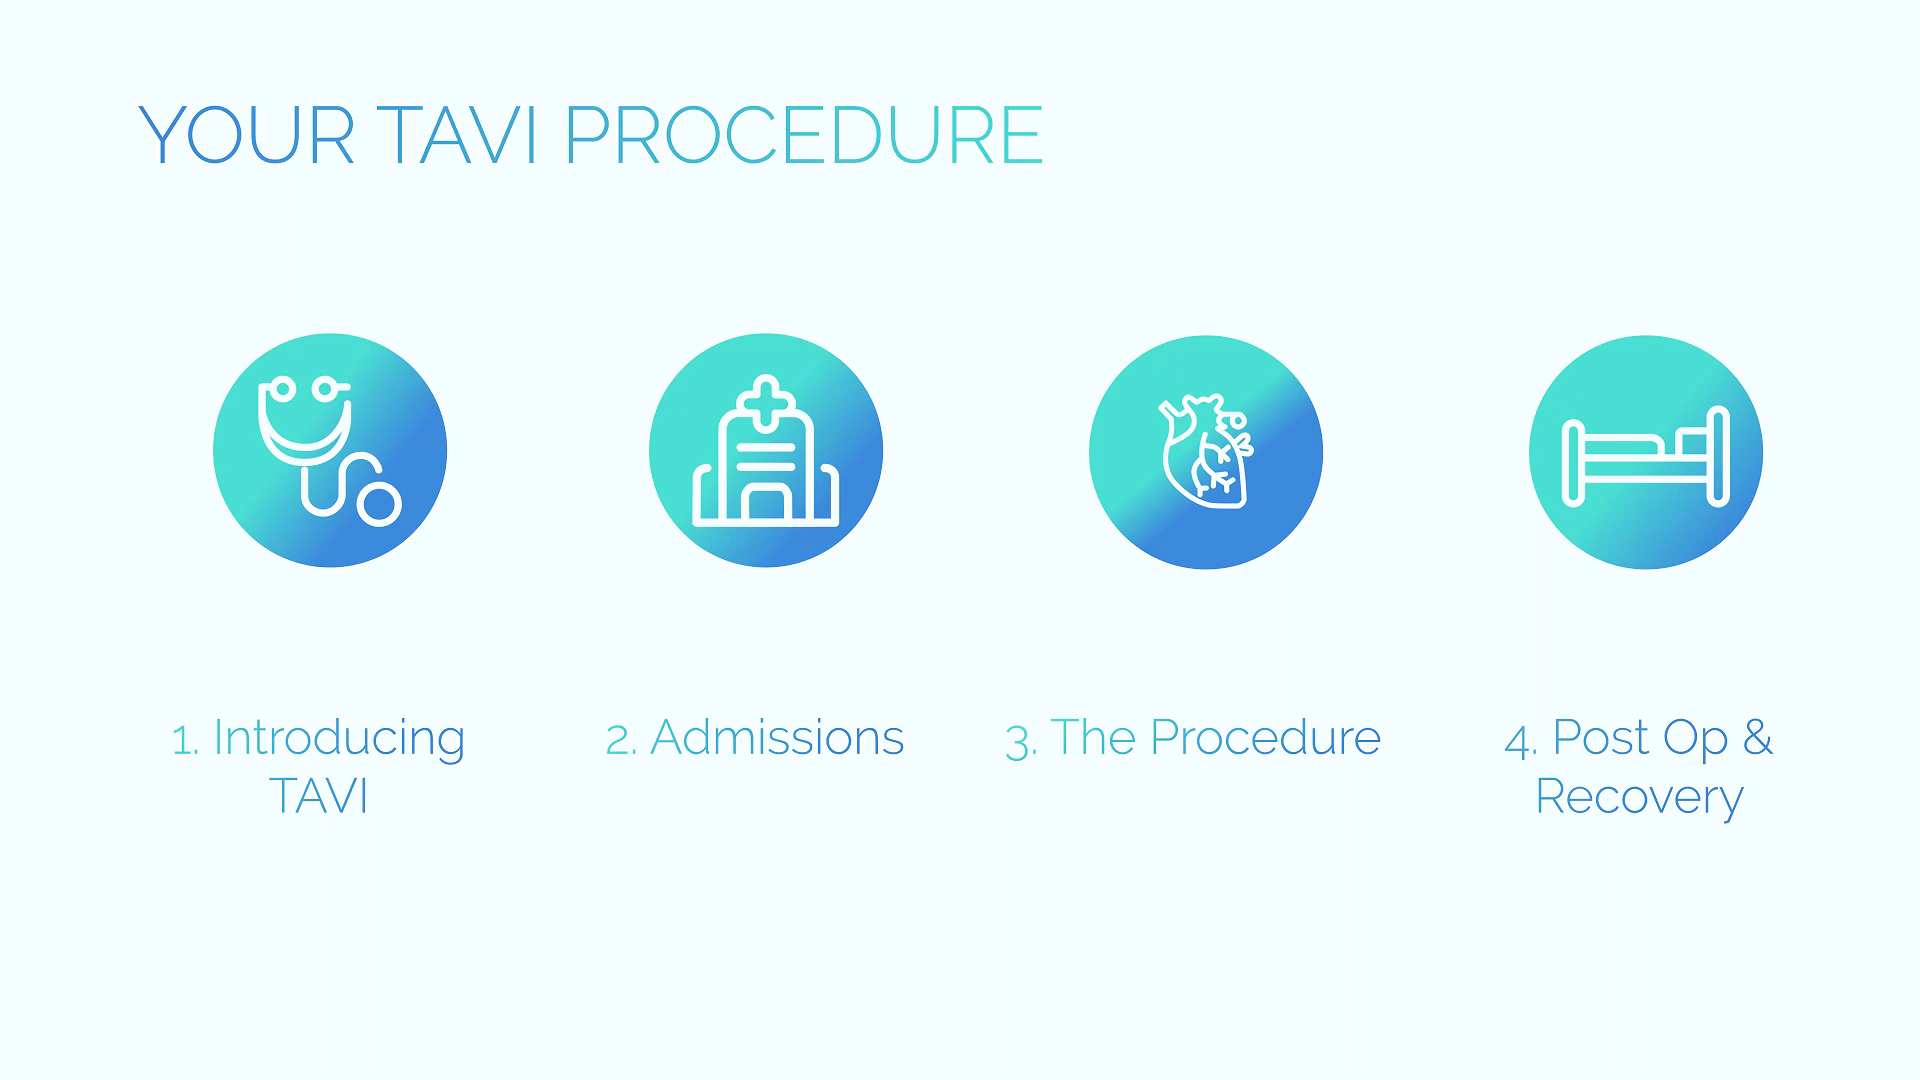 YOUR TAVI PROCEDURE
1. Introducing
TAVI
2. Admissions
3. The Procedure
4. Post Op &
Recovery